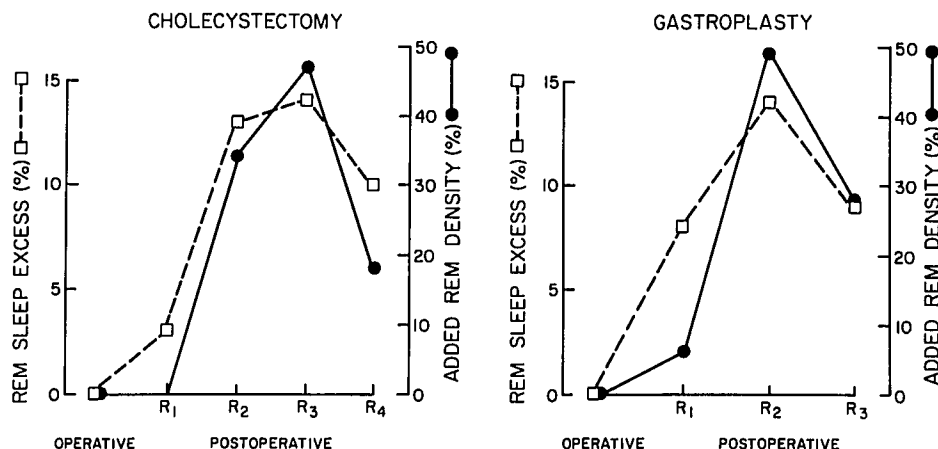 CHOLECYSTECTOMY
REM SLEEP EXCESS (%)
15
10
5
0
50
40
30
20
10
0
ADDED REM DENSITY (%)
R1 R2 R3 R4
OPERATIVE POSTOPERATIVE
GASTROPLASTY
REM SLEEP EXCESS (%)
15
10
5
0
50
40
30
20
10
0
ADDED REM DENSITY (%)
R1 R2 R3
OPERATIVE POSTOPERATIVE